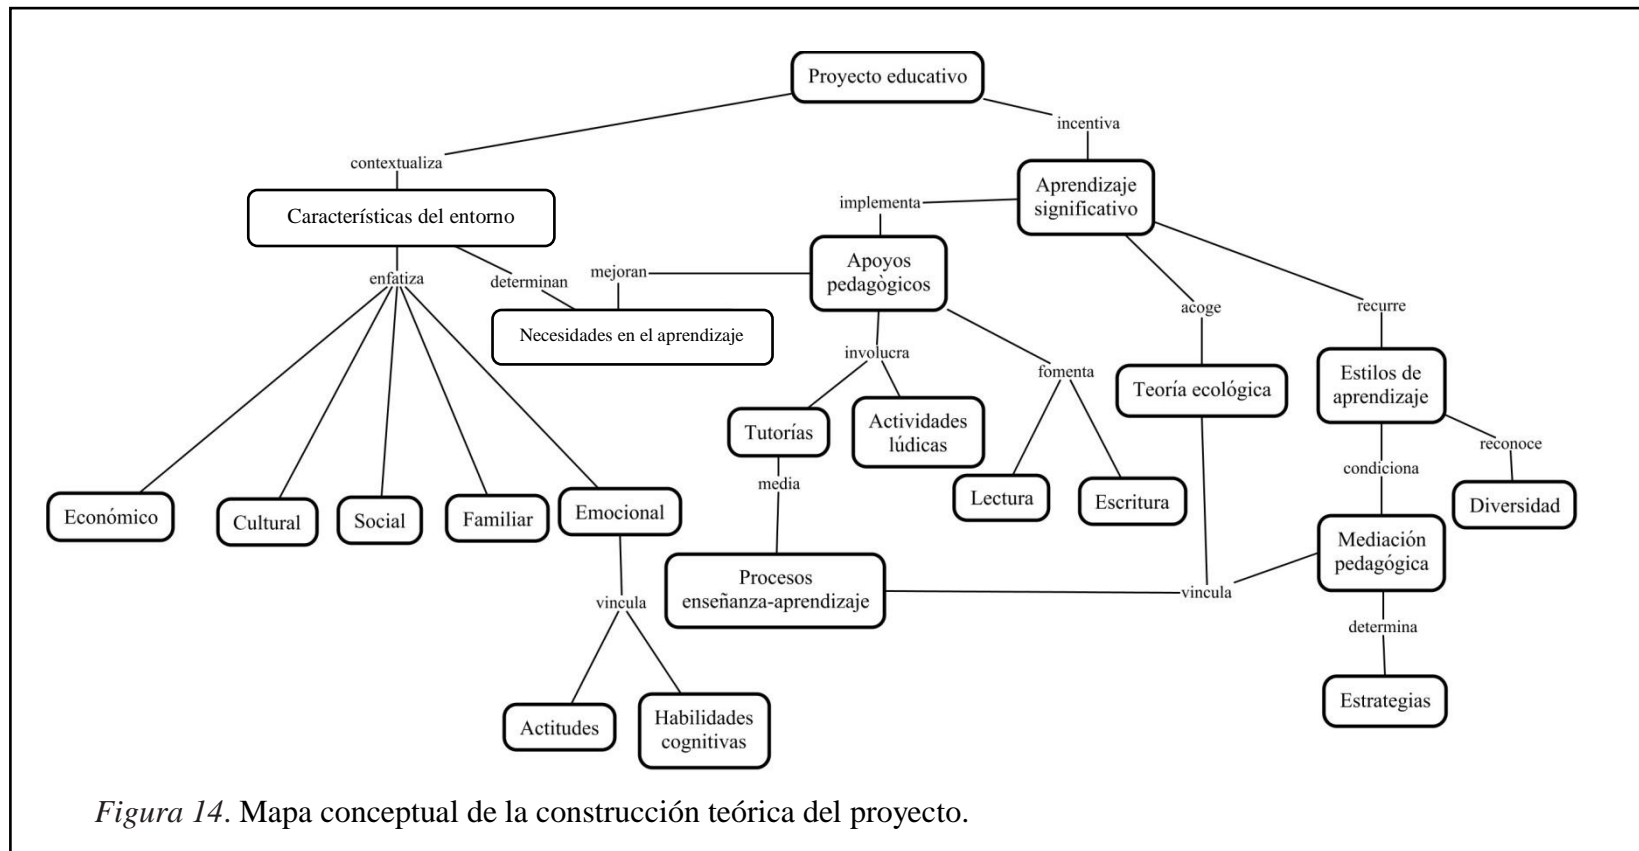 Proyecto educativo
incentiva
contextualiza
Aprendizaje
significativo
implementa
Características del entorno
Apoyos
pedagògicos
mejoran
enfatiza
determinan
acoge
recurre
Necesidades en el aprendizaje
involucra
fomenta
Teoría ecológica
Estilos de
aprendizaje
Tutorías
Actividades
lúdicas
reconoce
condiciona
media
Lectura
Escritura
Diversidad
Económico
Cultural
Social
Familiar
Emocional
Mediación
pedagógica
Procesos
enseñanza-aprendizaje
vincula
vincula
determina
Estrategias
Actitudes
Habilidades
cognitivas
Figura 14. Mapa conceptual de la construcción teórica del proyecto.